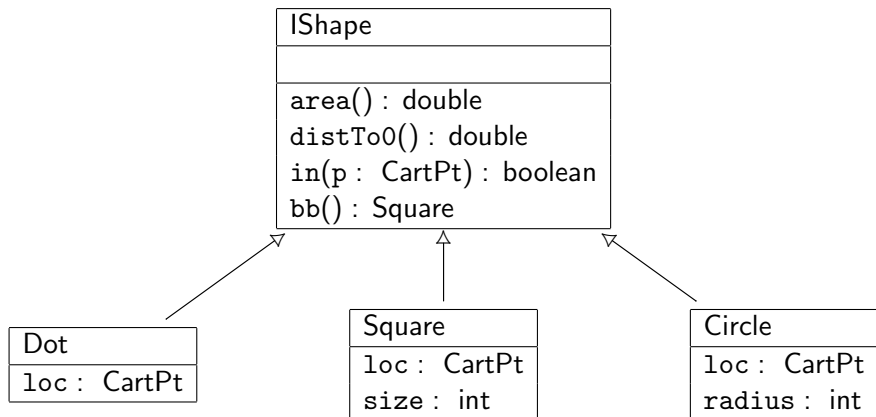 IShape
area() : double
distTo0() : double
in(p : CartPt) : boolean
bb() : Square
Dot
loc : CartPt
Square
loc : CartPt
size : int
Circle
loc : CartPt
radius : int